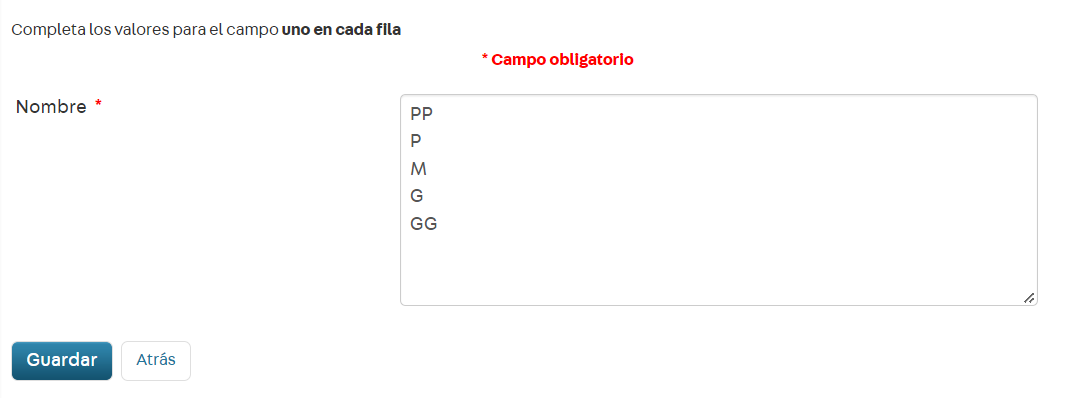 Completa los valores para el campo uno en cada fila
* Campo obligatorio
Nombre *
PP
P
M
G
GG
Guardar
Atrás